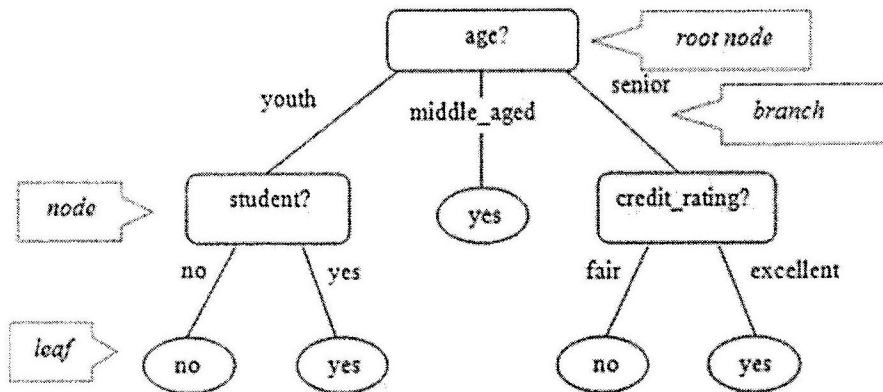 age?
root node
youth
middle_aged
senior
branch
node
student?
yes
credit_rating?
no
yes
fair
excellent
leaf
no
yes
no
yes